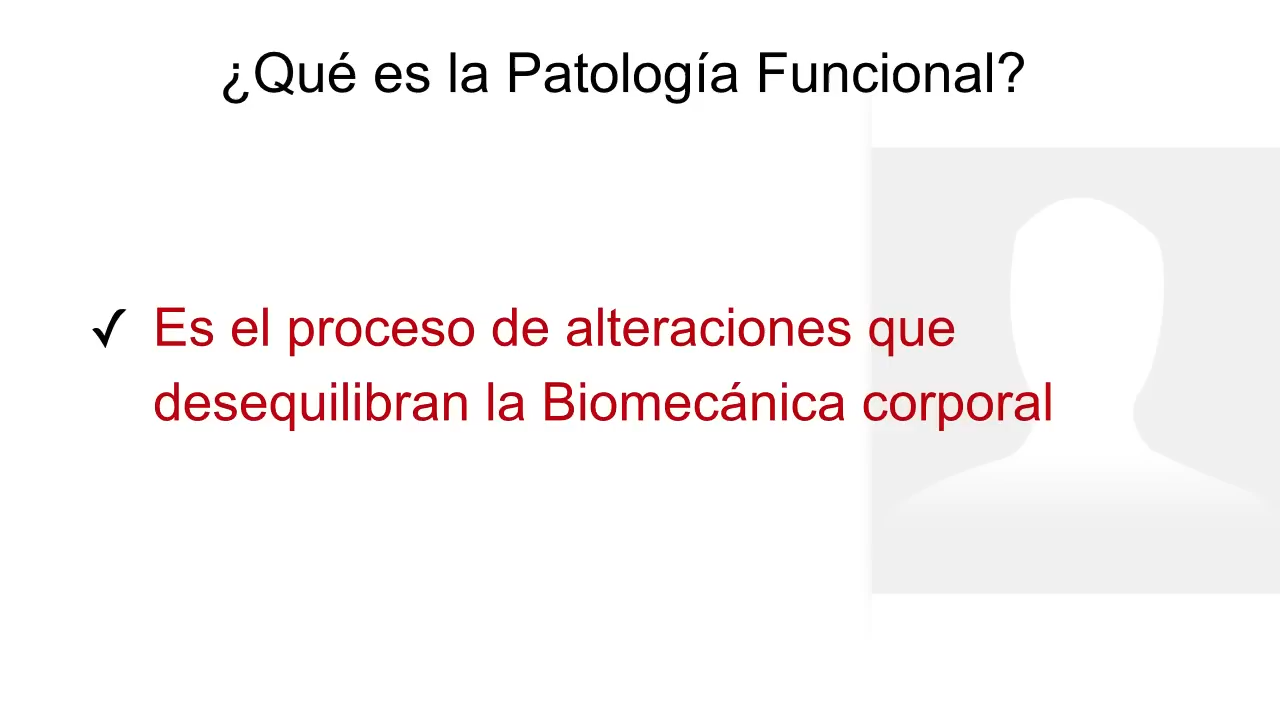 ¿Qué es la Patología Funcional?
✓ Es el proceso de alteraciones que
desequilibran la Biomecánica corporal